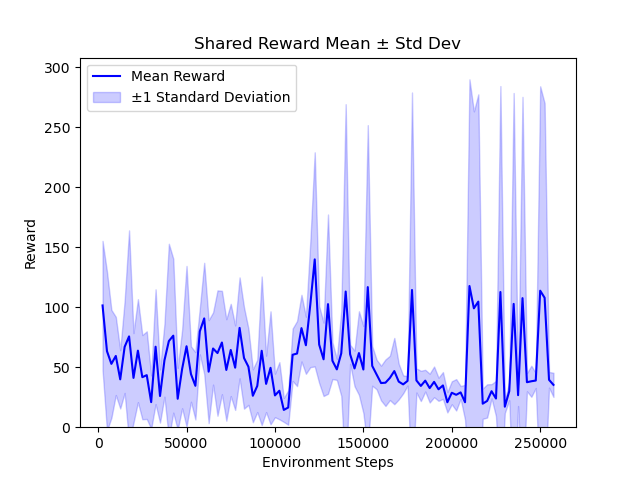 Shared Reward Mean ± Std Dev
Mean Reward
±1 Standard Deviation
300
250
200
150
100
50
0
Reward
0
50000
100000
150000
200000
250000
Environment Steps